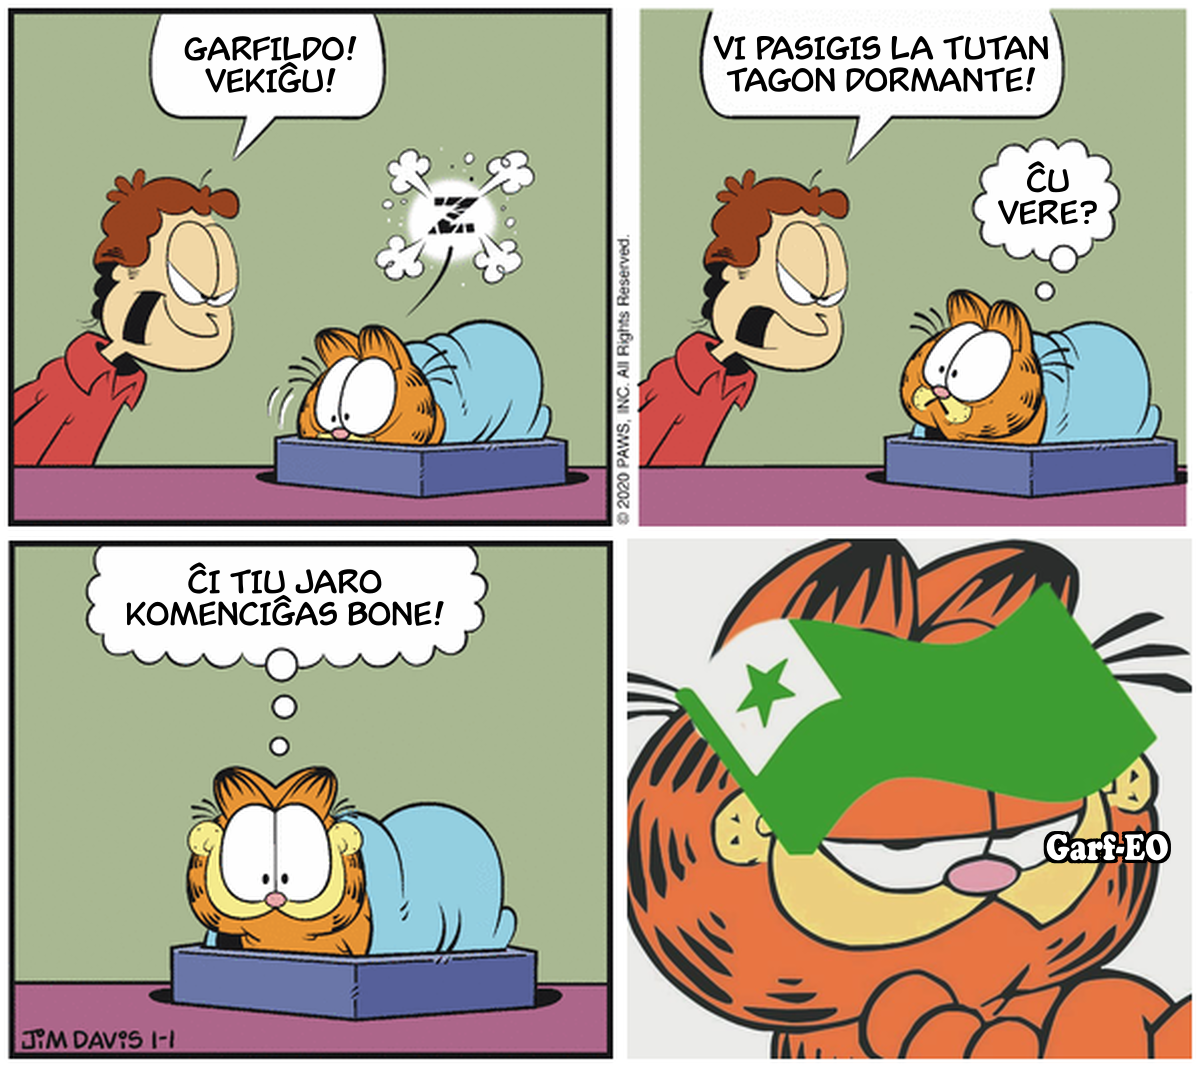 GARFILDO!
VEKIĜU!
Z
VI PASIGIS LA TUTAN
TAGON DORMANTE!
ĈU
VERE?
© 2020 PAWS, INC. All Rights Reserved.
ĈI TIU JARO
KOMENCIĜAS BONE!
JIM DAVIS 1-1
Garf-EO